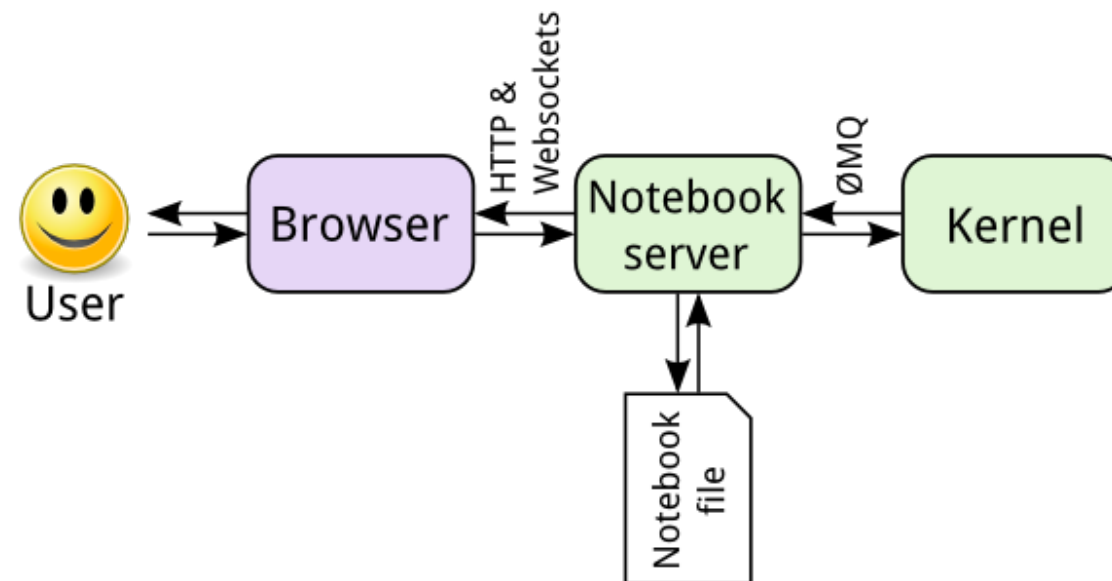 User
Browser
HTTP &
Websockets
Notebook
server
ØMQ
Kernel
Notebook
file